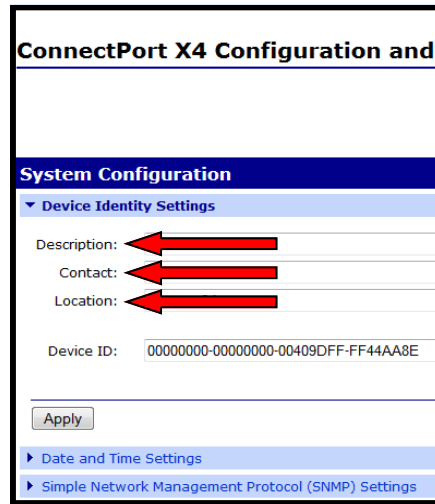 ConnectPort X4 Configuration and
System Configuration
Device Identity Settings
Description:
Contact:
Location:
Device ID: 00000000-00000000-00409DFF-FF44AA8E
Apply
Date and Time Settings
Simple Network Management Protocol (SNMP) Settings